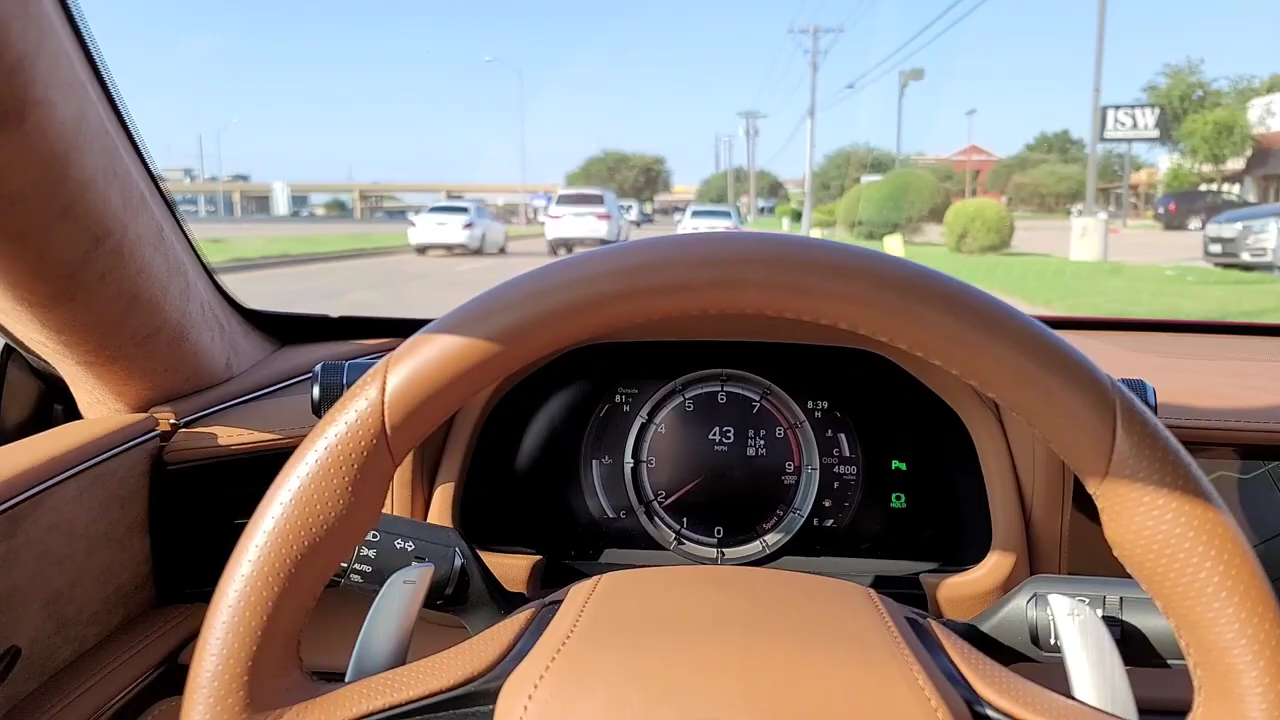 ISW
Outside
81°F
H
C
0
1
2
3
4
5
6
7
8
9
x1000
RPM
43
MPH
R P
N
D M
Sport S
8:39
H
C
ODO
4800
miles
F
E
P
HOLD
AUTO